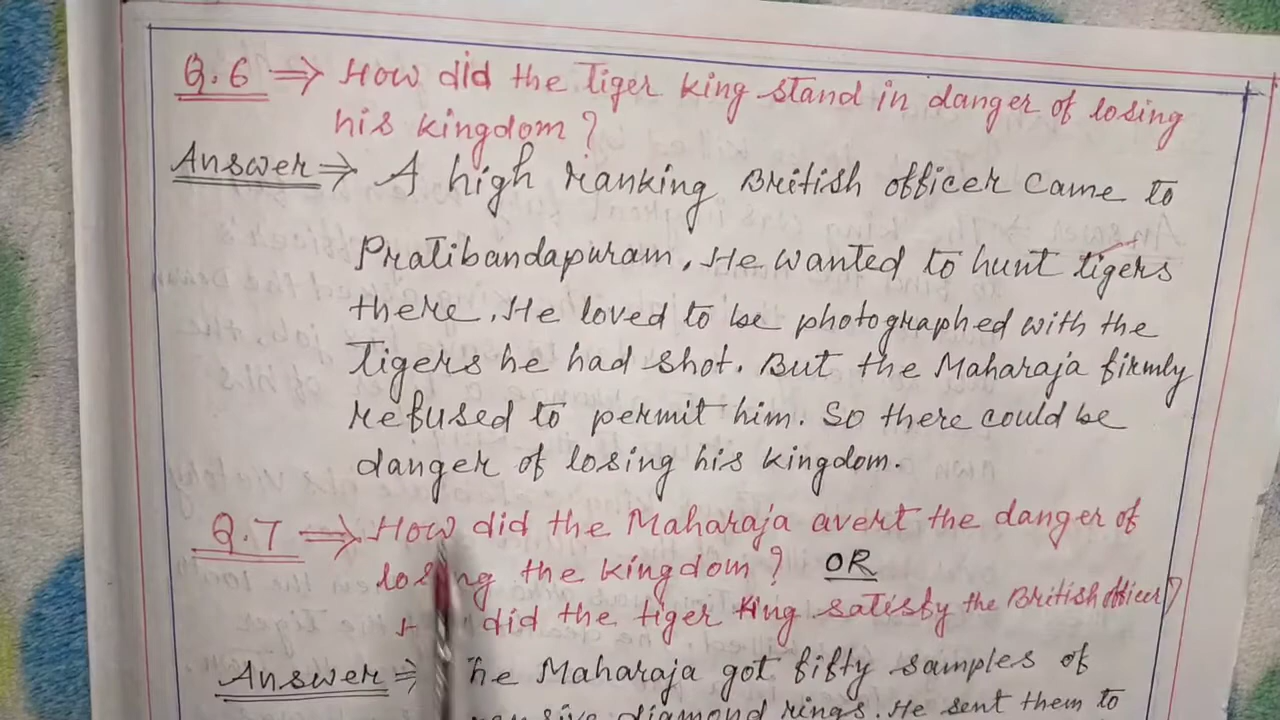 Q.6 ⇒ How did the Tiger king stand in danger of losing
his kingdom?
Answer ⇒ A high ranking British officer came to
Pratibandapuram. He wanted to hunt tigers
there. He loved to be photographed with the
Tigers he had shot. But the Maharaja firmly
refused to permit him. So there could be
danger of losing his kingdom.
Q.7 ⇒ How did the Maharaja avert the danger of
losing the kingdom? OR
did the tiger king satisfy the British officer?
Answer ⇒ The Maharaja got fifty samples of
diamond rings. He sent them to